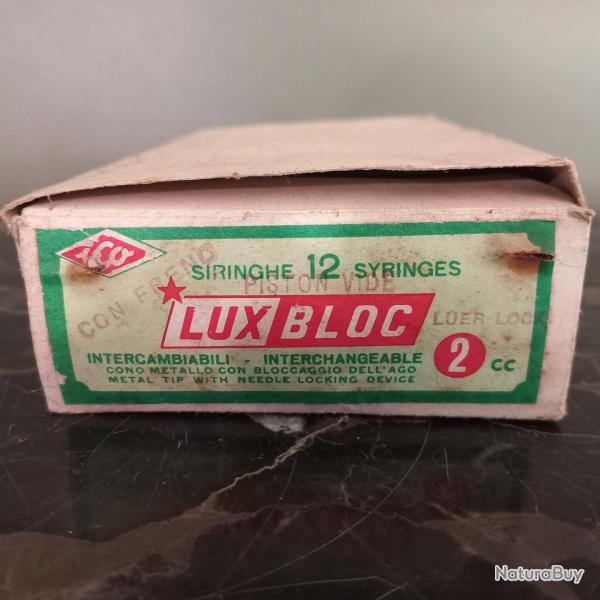 ico
CON FRENO
SIRINGHE 12 SYRINGES
PISTON VIDE
LUX BLOC
LUER LOCK
INTERCAMBIABILI - INTERCHANGEABLE
CONO METALLO CON BLOCCAGGIO DELL'AGO
METAL TIP WITH NEEDLE LOCKING DEVICE
2 CC
NaturaBuy